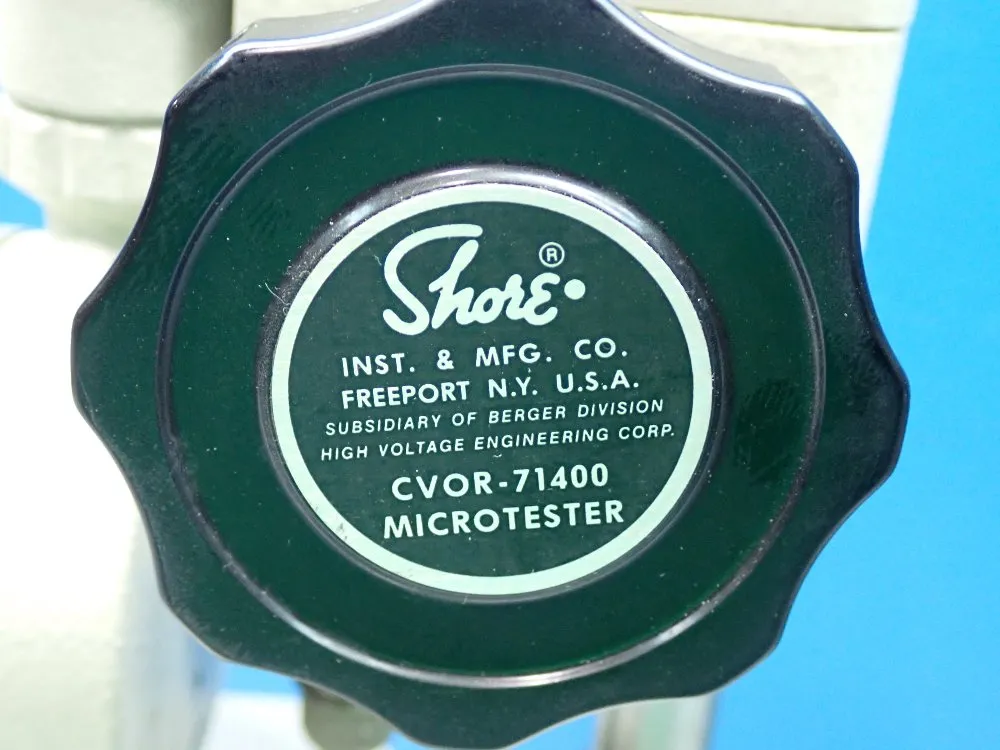 Shore®
INST. & MFG. CO.
FREEPORT N.Y. U.S.A.
SUBSIDIARY OF BERGER DIVISION
HIGH VOLTAGE ENGINEERING CORP.
CVOR-71400
MICROTESTER